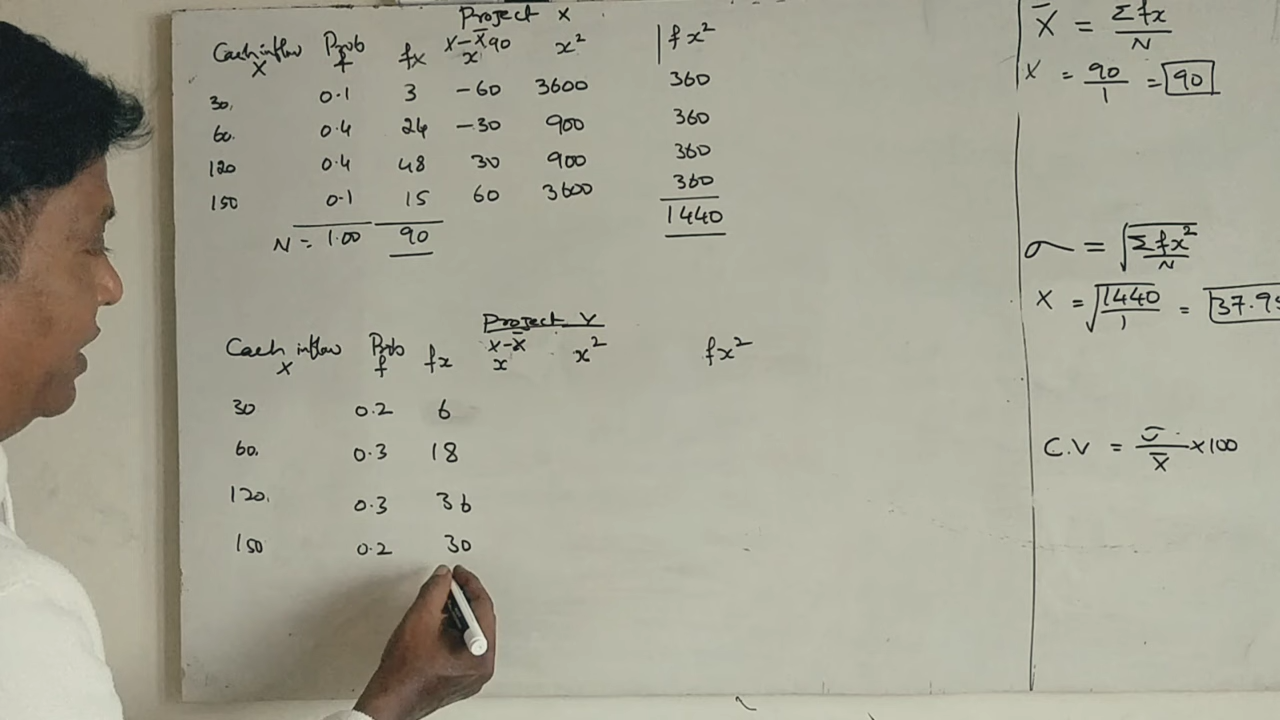 Project X
Cash inflow Prob fx X-X̄ 90 x² fx²
X f x
30. 0.1 3 -60 3600 360
60. 0.4 24 -30 900 360
120 0.4 48 30 900 360
150 0.1 15 60 3600 360
N = 1.00 90 1440
Project Y
Cash inflow Prob fx X-X̄ x² fx²
X f x
30 0.2 6
60. 0.3 18
120. 0.3 36
150 0.2 30
X̄ = Σfx/N
X = 90/1 = 90
σ = √Σfx²/N
X = √1440/1 = 37.9
C.V = σ/X̄ ×100